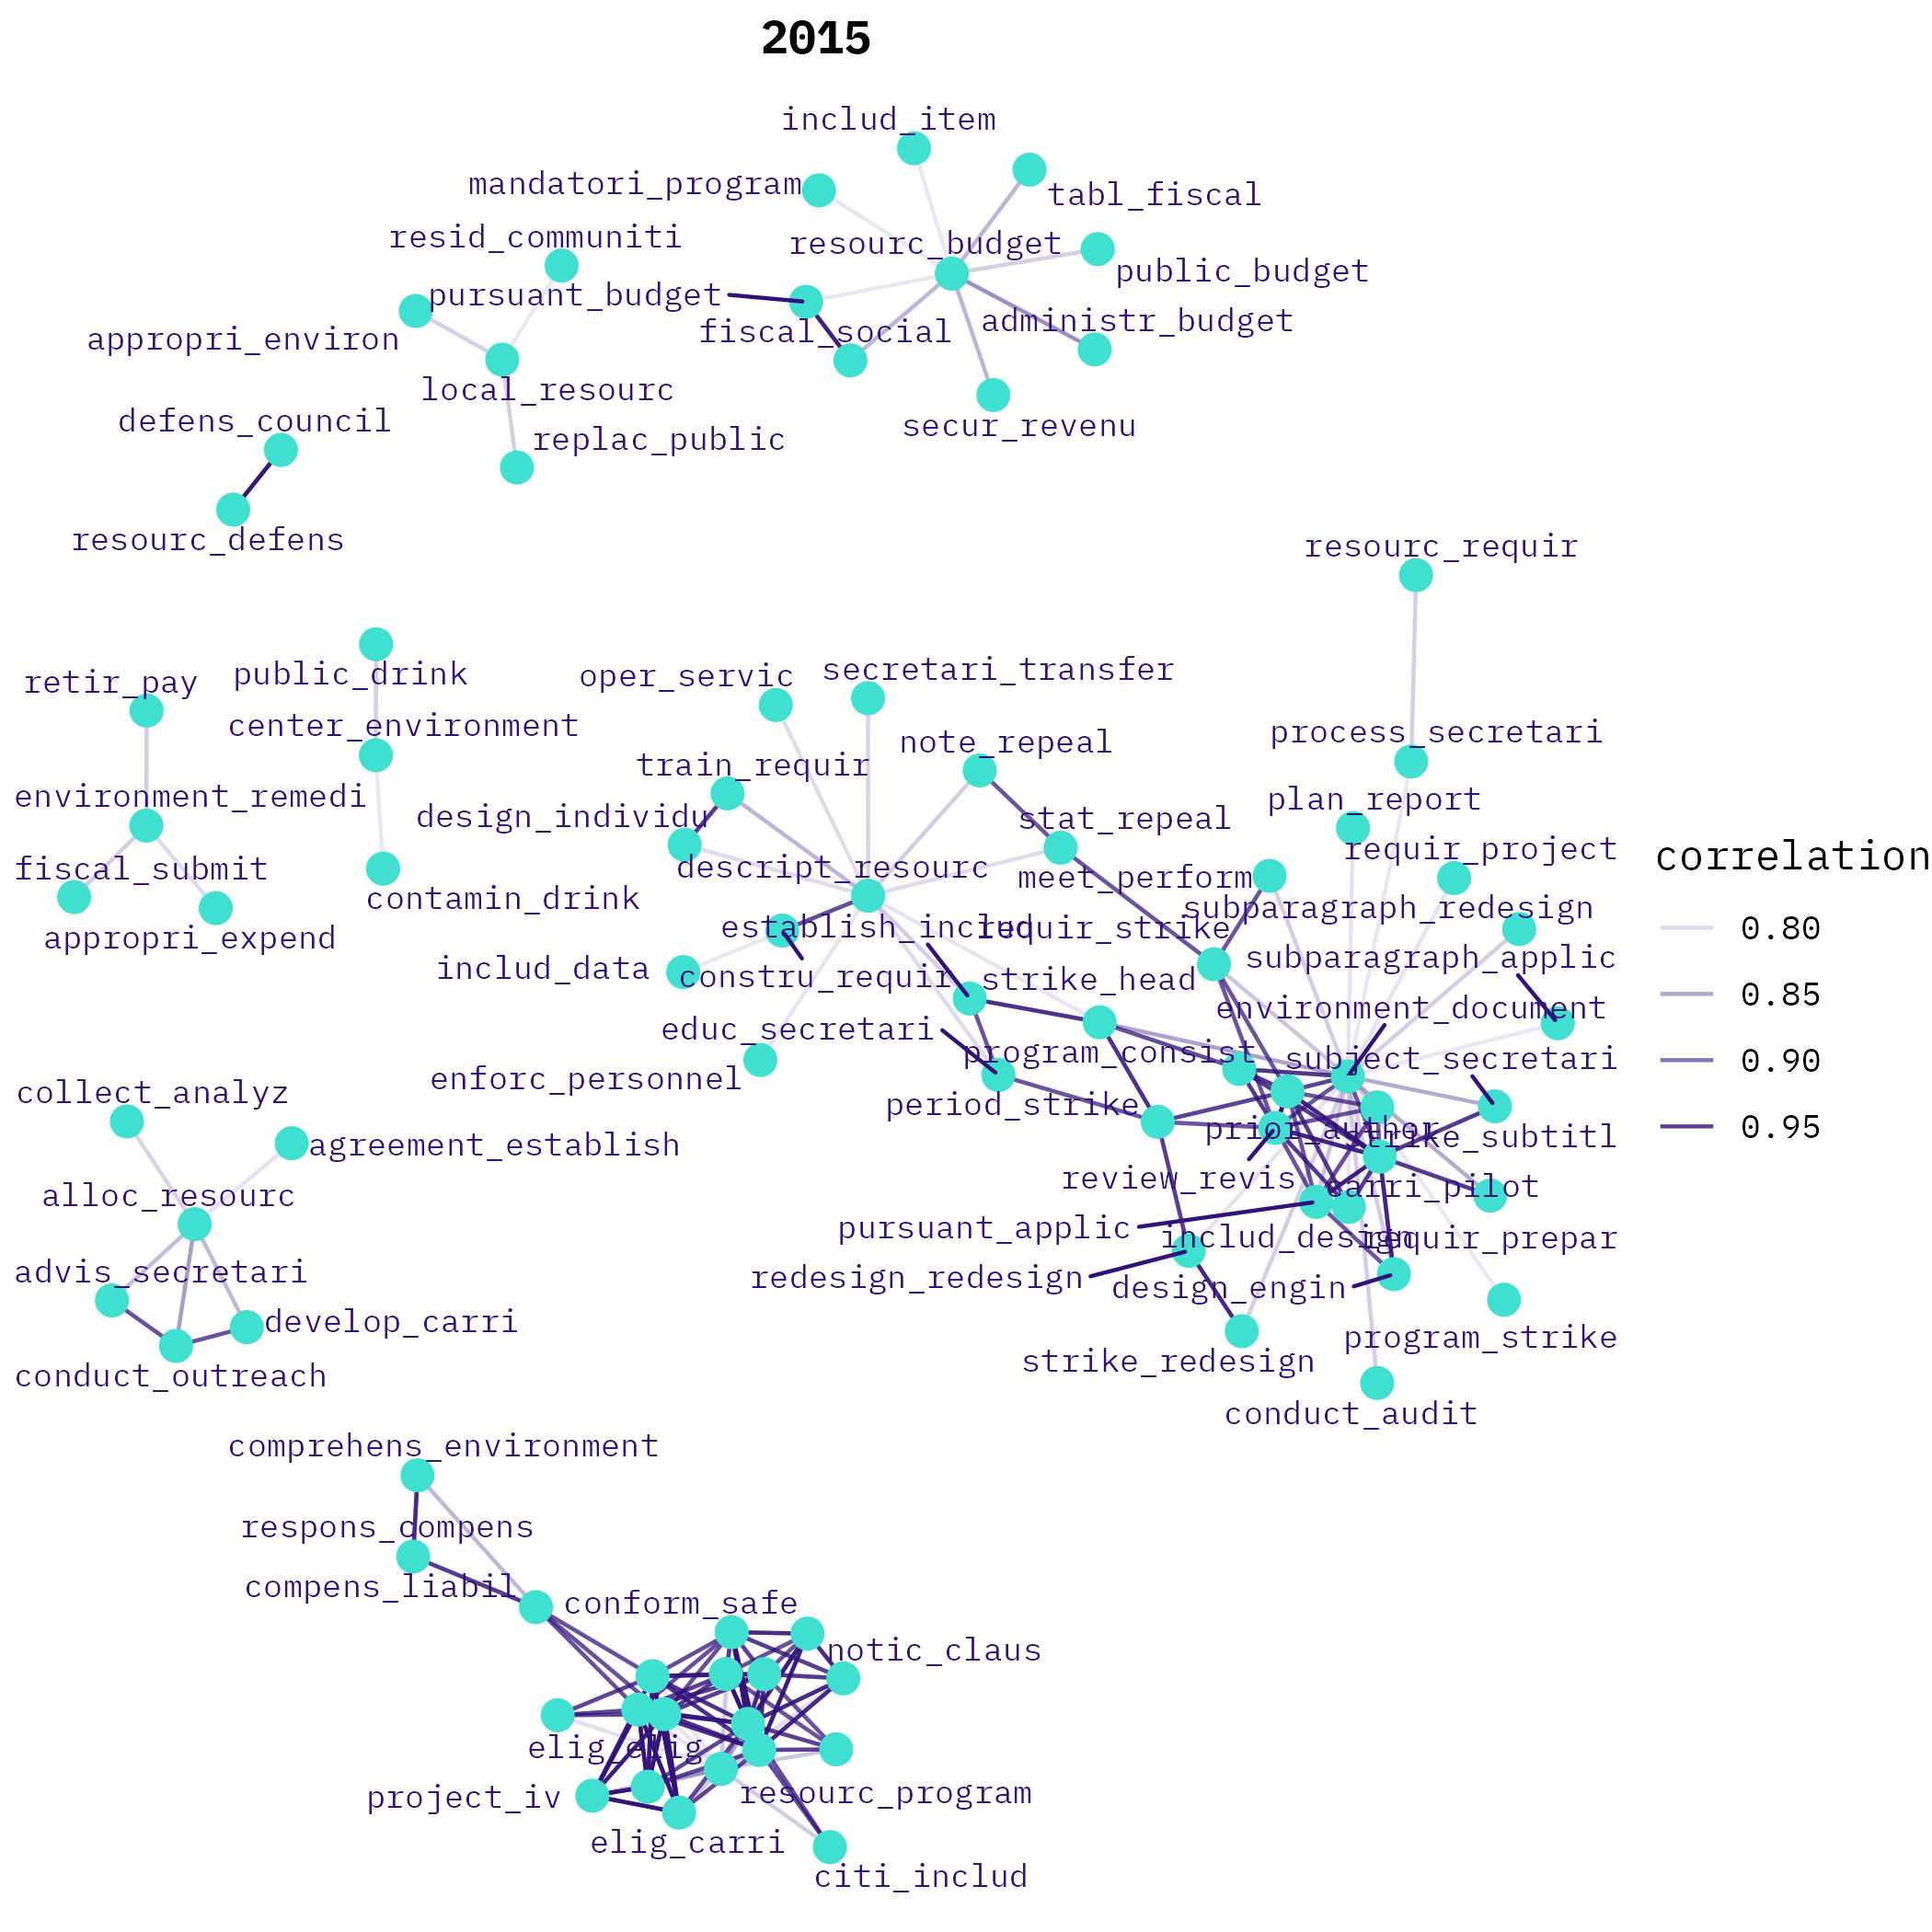 2015
includ_item
mandatori_program
tabl_fiscal
resid_communiti
resourc_budget
public_budget
pursuant_budget
administr_budget
fiscal_social
appropri_environ
local_resourc
defens_council
secur_revenu
replac_public
resourc_defens
resourc_requir
retir_pay
public_drink
oper_servic
secretari_transfer
center_environment
process_secretari
note_repeal
train_requir
environment_remedi
plan_report
design_individu
stat_repeal
requir_project
correlation
fiscal_submit
descript_resourc
meet_perform
contamin_drink
subparagraph_redesign
establish_includ
requir_strike
0.80
appropri_expend
includ_data
constru_requir
strike_head
subparagraph_applic
0.85
environment_document
educ_secretari
program_consist
subject_secretari
0.90
enforc_personnel
collect_analyz
period_strike
prior_author
strike_subtitl
0.95
agreement_establish
review_revis
carri_pilot
alloc_resourc
pursuant_applic
includ_design
requir_prepar
advis_secretari
redesign_redesign
design_engin
develop_carri
program_strike
conduct_outreach
strike_redesign
conduct_audit
comprehens_environment
respons_compens
compens_liabil
conform_safe
notic_claus
elig_elig
project_iv
resourc_program
elig_carri
citi_includ